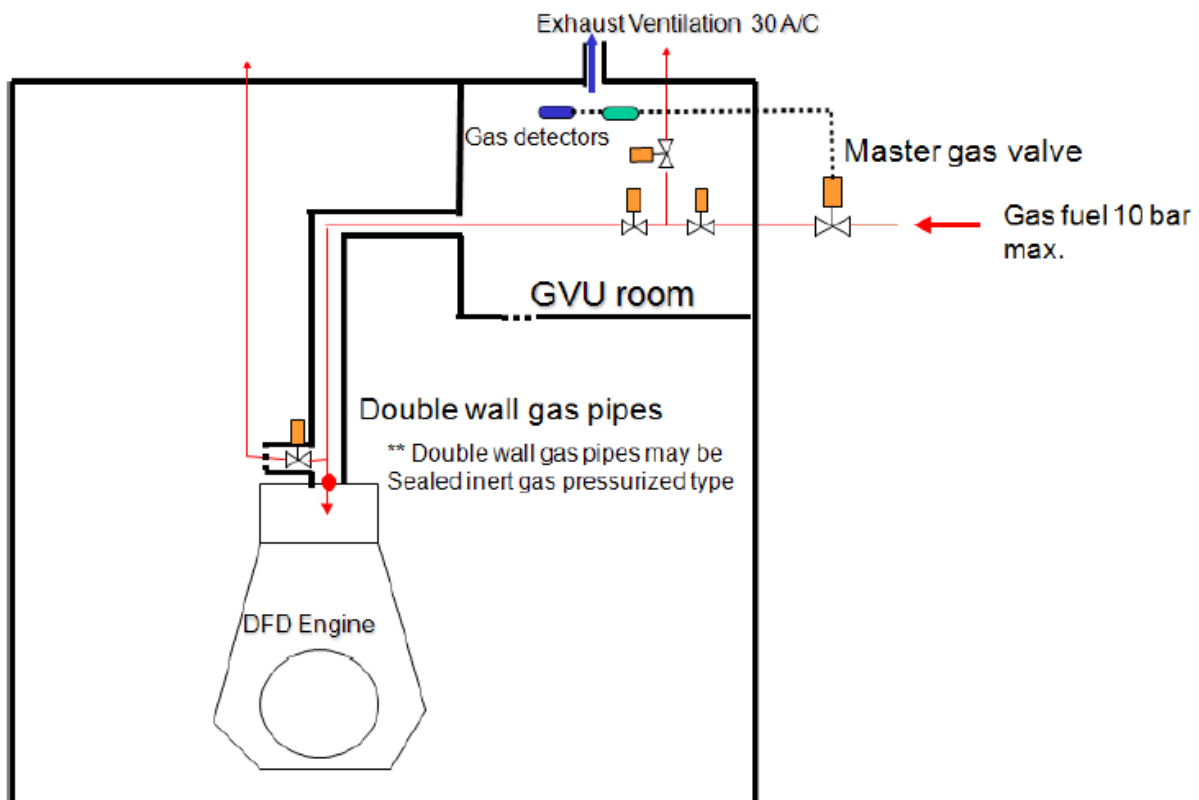 Exhaust Ventilation 30 A/C
Gas detectors
Master gas valve
Gas fuel 10 bar
max.
GVU room
Double wall gas pipes
** Double wall gas pipes may be
Sealed inert gas pressurized type
DFD Engine